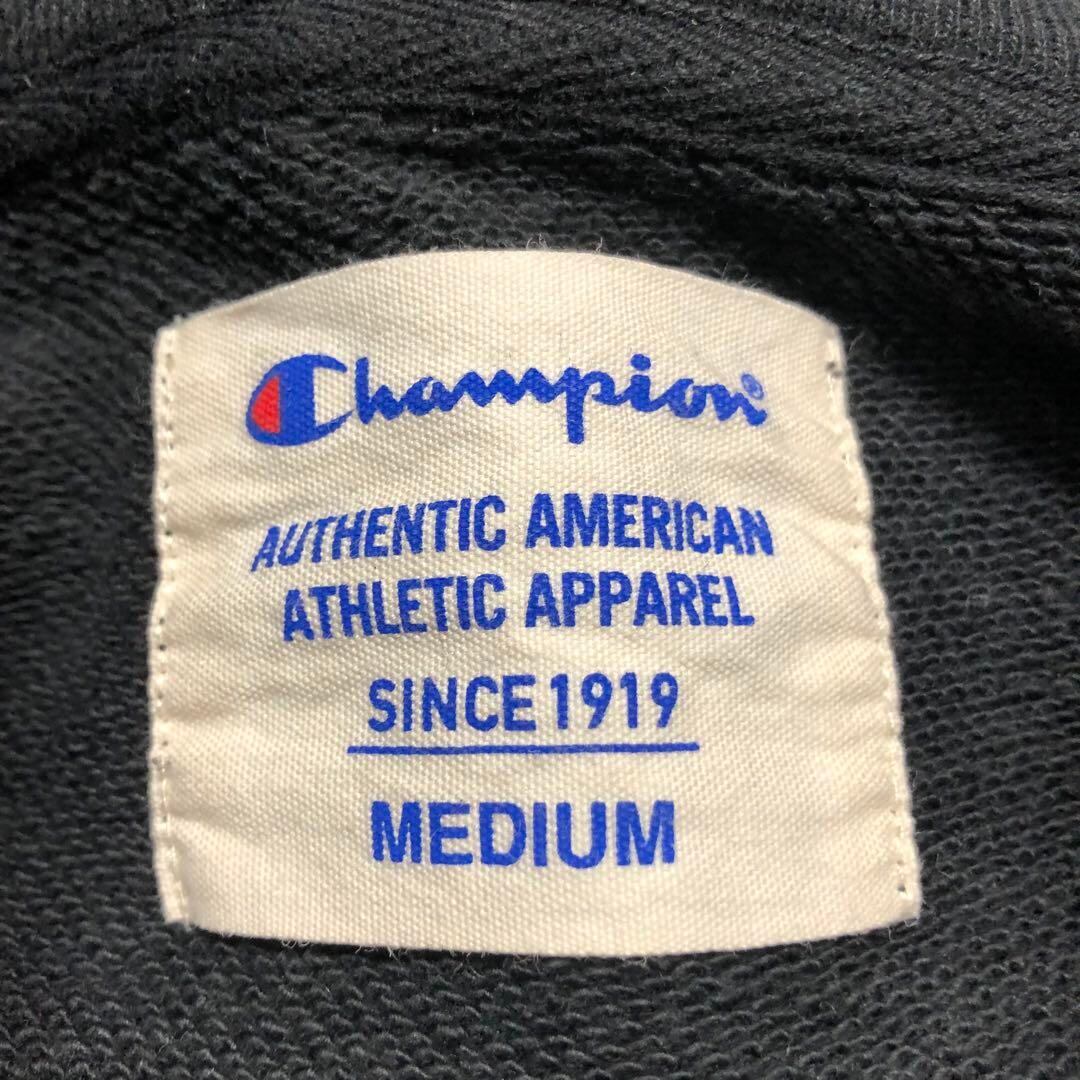 Champion®
AUTHENTIC AMERICAN
ATHLETIC APPAREL
SINCE 1919
MEDIUM